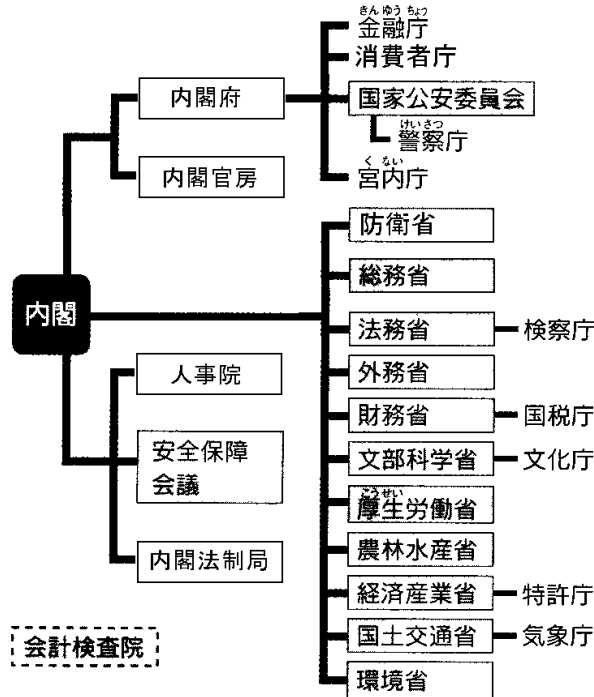 きんゆうちょう
金融庁
消費者庁
内閣府
国家公安委員会
けいさつ
警察庁
内閣官房
くない
宮内庁
防衛省
総務省
内閣
法務省
検察庁
人事院
外務省
財務省
国税庁
安全保障
会議
文部科学省
文化庁
こうせい
厚生労働省
内閣法制局
農林水産省
経済産業省
特許庁
会計検査院
国土交通省
気象庁
環境省